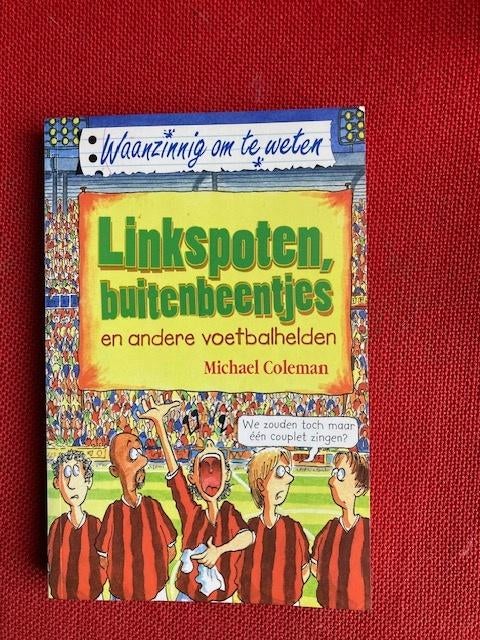 Waanzinnig om te weten
Linkspoten,
buitenbeentjes
en andere voetbalhelden
Michael Coleman
We zouden toch maar
één couplet zingen?